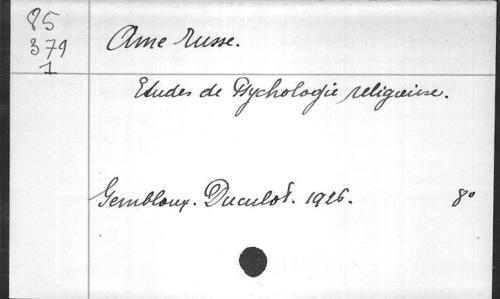 85
379
1
Ame russe.
Etudes de Psychologie religieuse.
Gembloux. Duculot. 1926. 8°